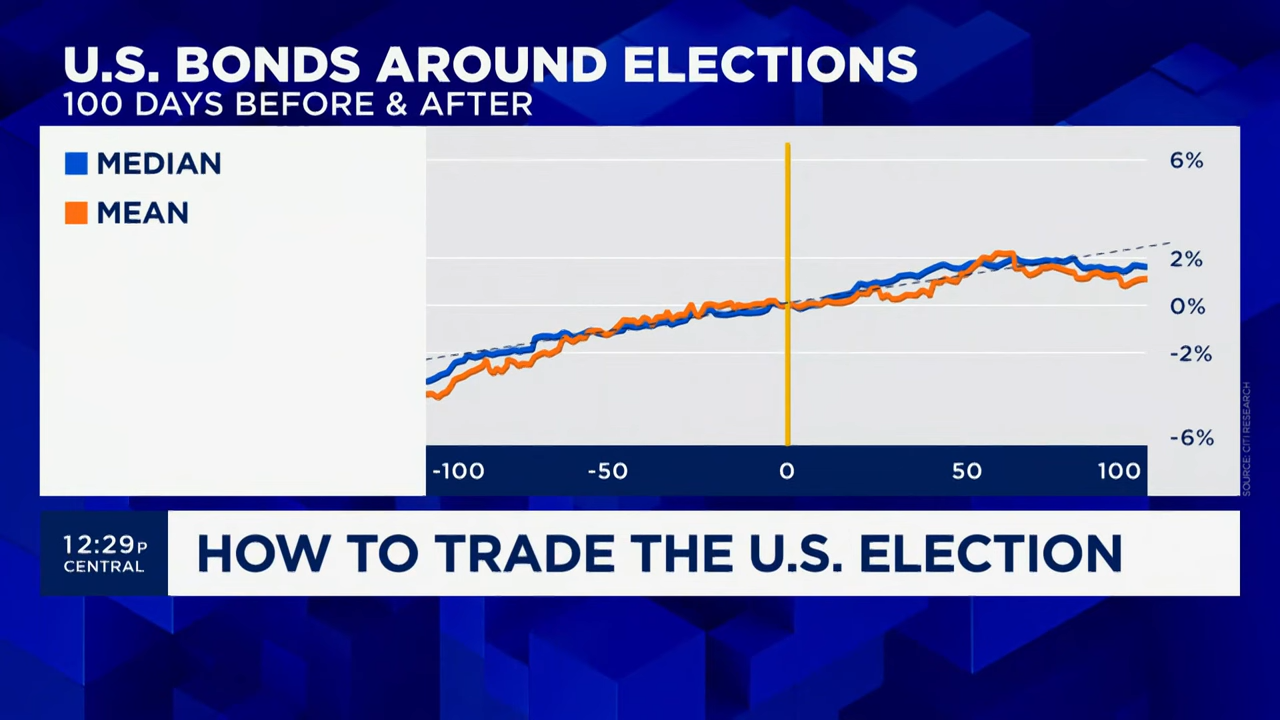 U.S. BONDS AROUND ELECTIONS
100 DAYS BEFORE & AFTER
MEDIAN
MEAN
6%
2%
0%
-2%
-6%
-100 -50 0 50 100
SOURCE: CITI RESEARCH
12:29P
CENTRAL
HOW TO TRADE THE U.S. ELECTION